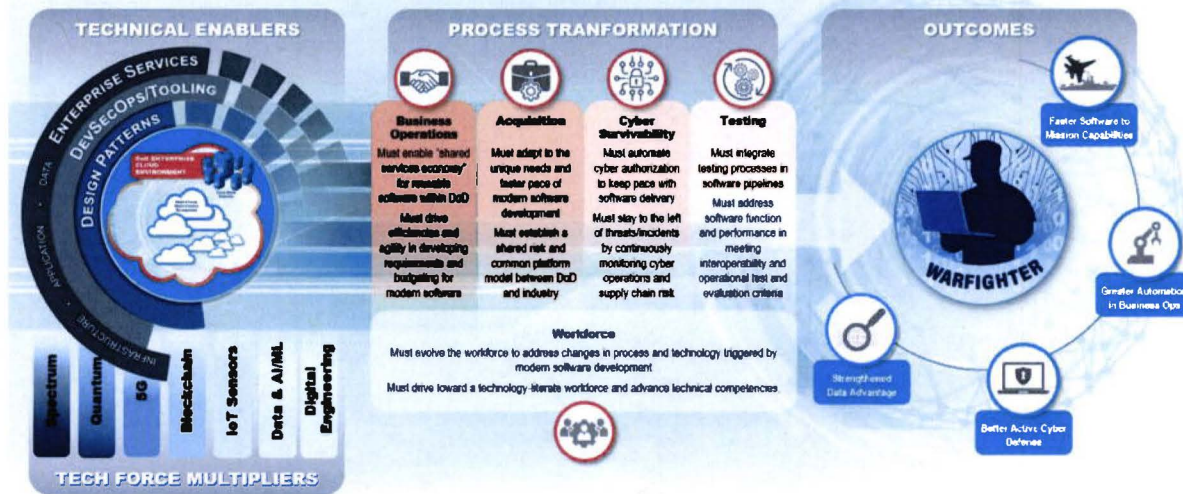 TECHNICAL ENABLERS
ENTERPRISE SERVICES
DEVSECOPS/TOOLING
DESIGN PATTERNS
INFRASTRUCTURE • APPLICATION • DATA
DoD ENTERPRISE
CLOUD
ENVIRONMENT
Spectrum
Quantum
5G
Blockchain
IoT Sensors
Data & AI/ML
Digital
Engineering
TECH FORCE MULTIPLIERS
PROCESS TRANFORMATION
Business
Operations
Must enable "shared
services economy"
for reusable
software within DoD
Must drive
efficiencies and
agility in developing
requirements and
budgeting for
modern software
Acquisition
Must adapt to the
unique needs and
faster pace of
modern software
development
Must establish a
shared risk and
common platform
model between DoD
and industry
Cyber
Survivability
Must automate
cyber authorization
to keep pace with
software delivery
Must stay to the left
of threats/incidents
by continuously
monitoring cyber
operations and
supply chain risk
Testing
Must integrate
testing processes in
software pipelines
Must address
software function
and performance in
meeting
interoperability and
operational test and
evaluation criteria
Workforce
Must evolve the workforce to address changes in process and technology triggered by
modern software development
Must drive toward a technology-literate workforce and advance technical competencies
OUTCOMES
Faster Software to
Mission Capabilities
WARFIGHTER
Greater Automation
in Business Ops
Better Active Cyber
Defense
Strengthened
Data Advantage